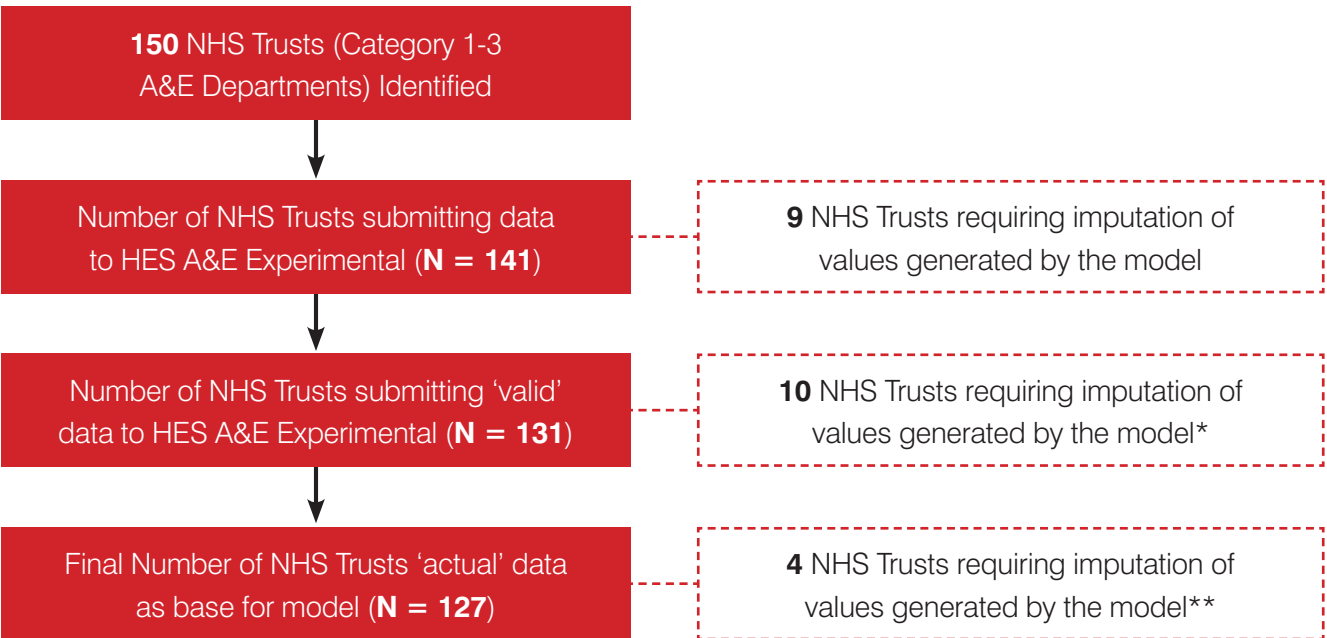 150 NHS Trusts (Category 1-3
A&E Departments) Identified
Number of NHS Trusts submitting data
to HES A&E Experimental (N = 141)
9 NHS Trusts requiring imputation of
values generated by the model
Number of NHS Trusts submitting ‘valid’
data to HES A&E Experimental (N = 131)
10 NHS Trusts requiring imputation of
values generated by the model*
Final Number of NHS Trusts ‘actual’ data
as base for model (N = 127)
4 NHS Trusts requiring imputation of
values generated by the model**